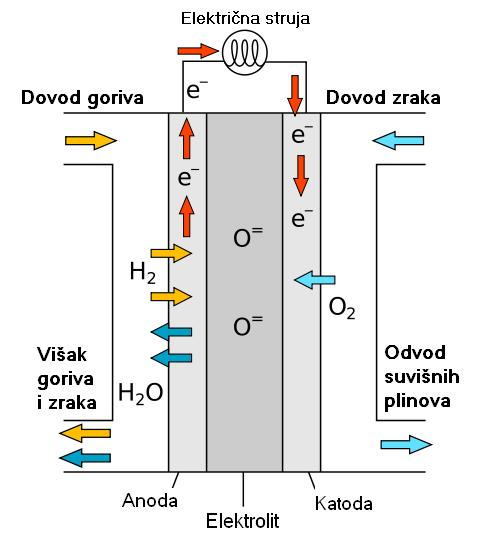 Električna struja
e⁻
Dovod goriva
Dovod zraka
e⁻
e⁻
e⁻
O⁼
H₂
O₂
O⁼
Višak
goriva
i zraka
H₂O
Odvod
suvišnih
plinova
Anoda
Elektrolit
Katoda